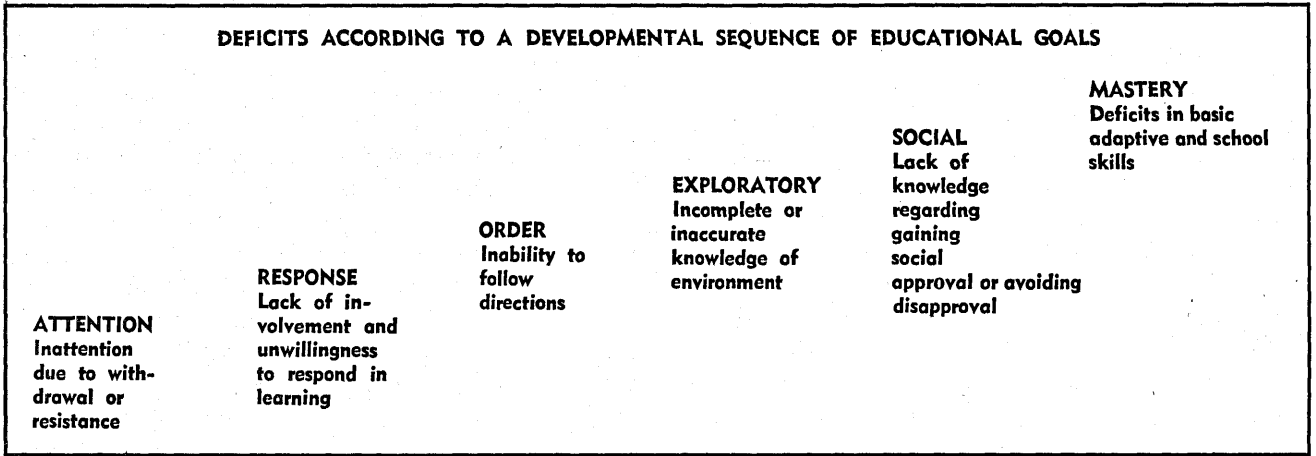 DEFICITS ACCORDING TO A DEVELOPMENTAL SEQUENCE OF EDUCATIONAL GOALS
ATTENTION
Inattention
due to with-
drawal or
resistance
RESPONSE
Lack of in-
volvement and
unwillingness
to respond in
learning
ORDER
Inability to
follow
directions
EXPLORATORY
Incomplete or
inaccurate
knowledge of
environment
SOCIAL
Lack of
knowledge
regarding
gaining
social
approval or avoiding
disapproval
MASTERY
Deficits in basic
adaptive and school
skills